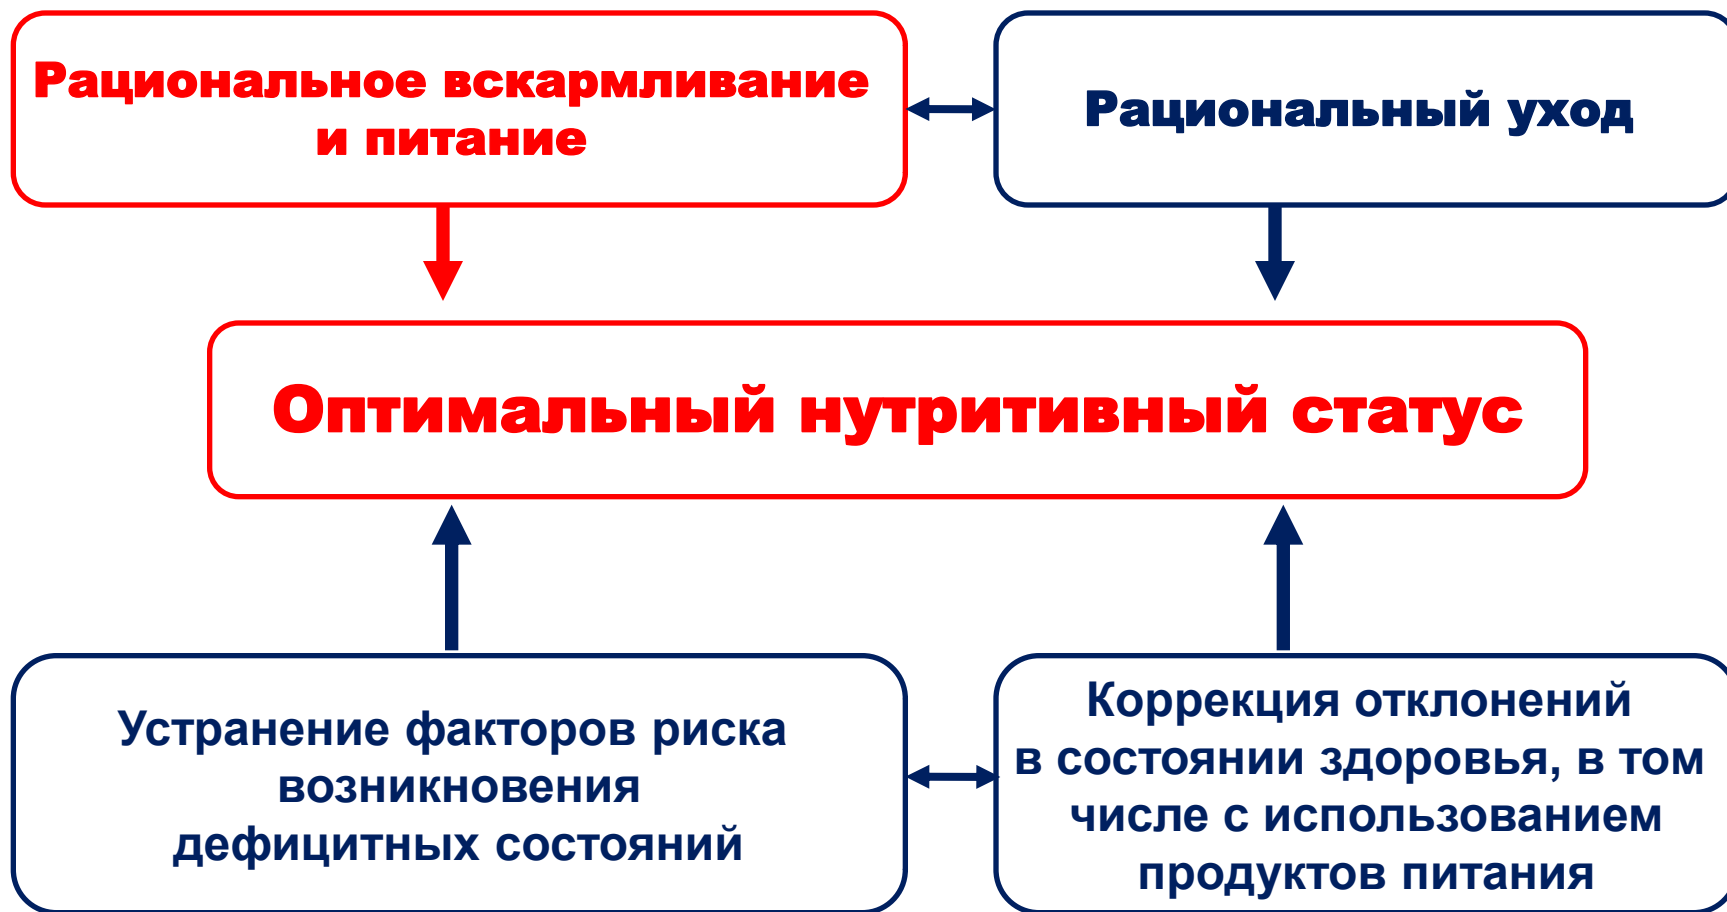 Рациональное вскармливание
и питание
Рациональный уход
Оптимальный нутритивный статус
Устранение факторов риска
возникновения
дефицитных состояний
Коррекция отклонений
в состоянии здоровья, в том
числе с использованием
продуктов питания